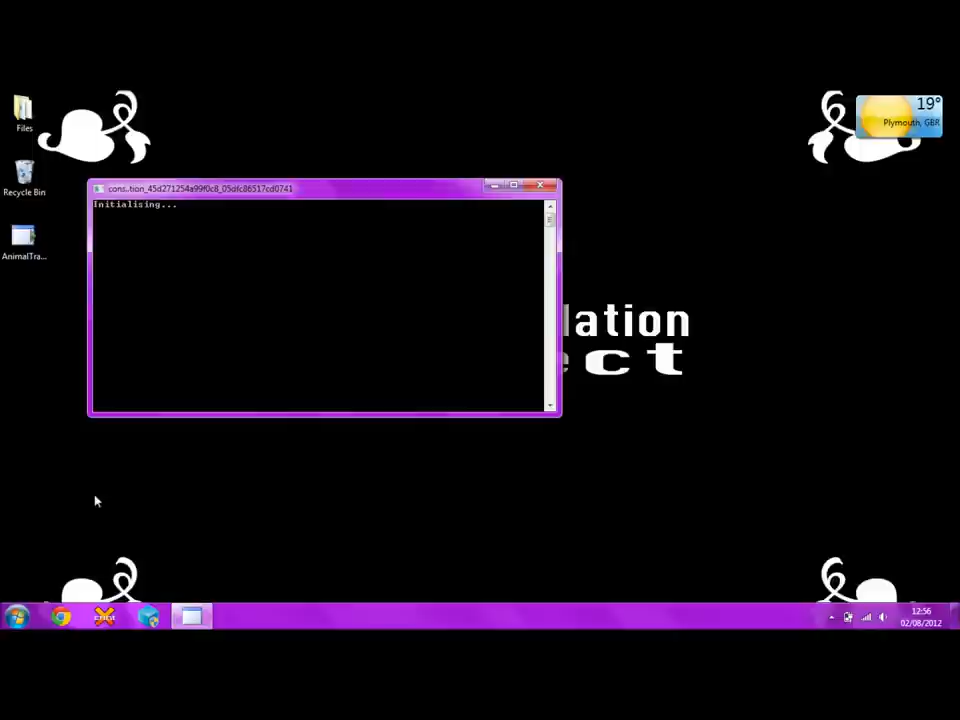 Files
Recycle Bin
AnimalTra...
19°
Plymouth, GBR
cons..tion_45d271254a99f0c8_05dfc86517cd0741
Initialising...
lation
ect
12:56
02/08/2012